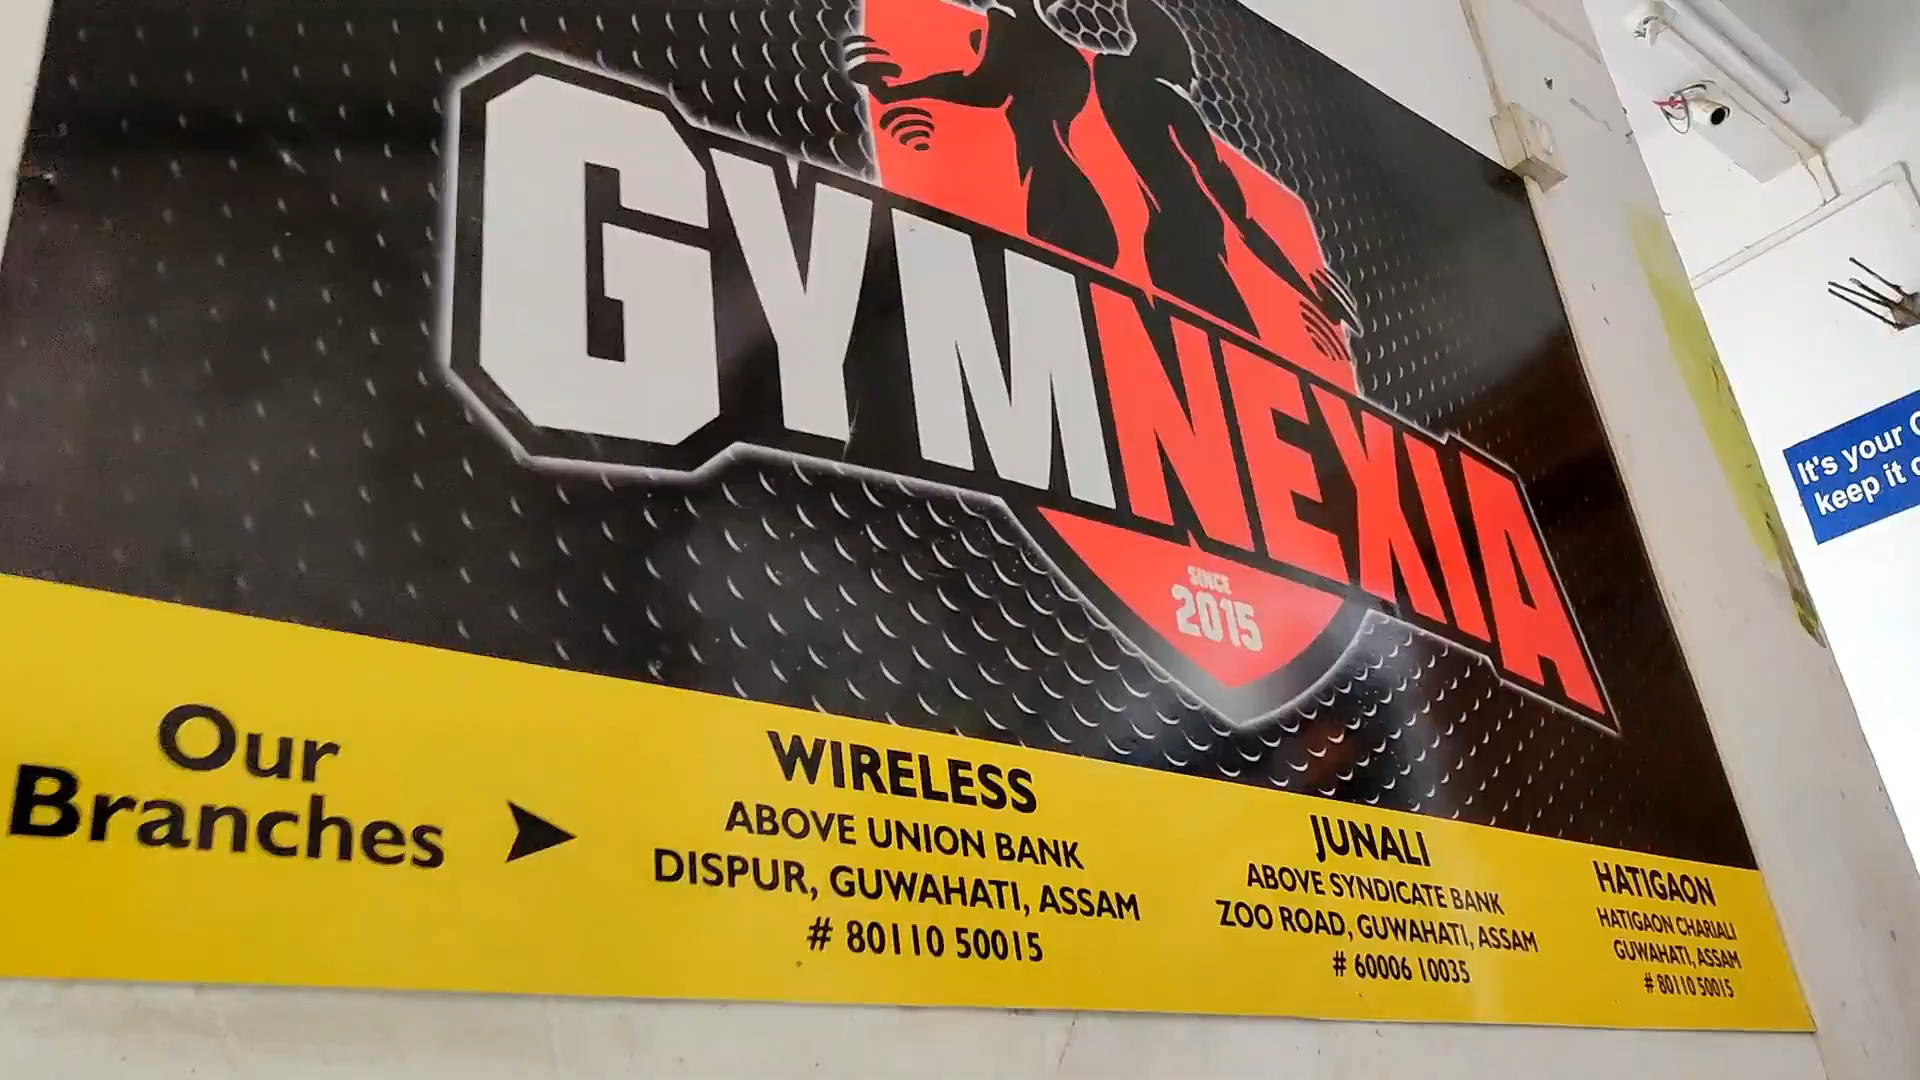 GYMNEXIA
SINCE
2015
Our
Branches
WIRELESS
ABOVE UNION BANK
DISPUR, GUWAHATI, ASSAM
# 80110 50015
JUNALI
ABOVE SYNDICATE BANK
ZOO ROAD, GUWAHATI, ASSAM
# 60006 10035
HATIGAON
HATIGAON CHARIALI
GUWAHATI, ASSAM
# 80110 50015
It's your
keep it